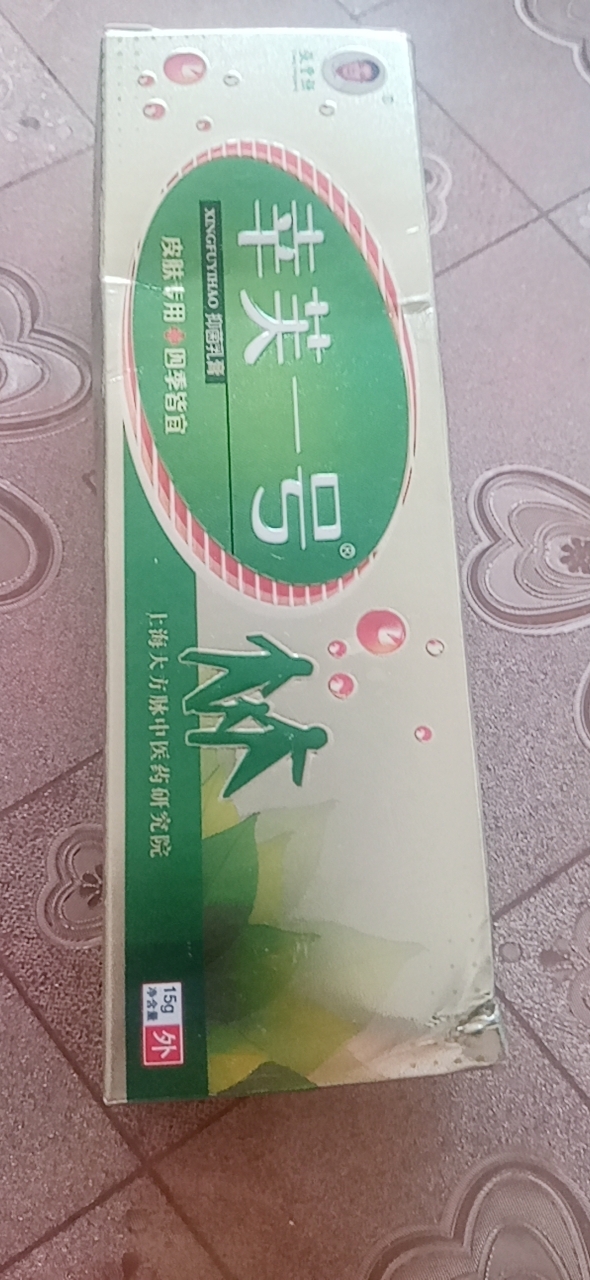 幸芙一号®
XINGFUYIHAO 抑菌乳膏
皮肤专用 四季皆宜
上海大方脉中医药研究院
15g
净含量
外